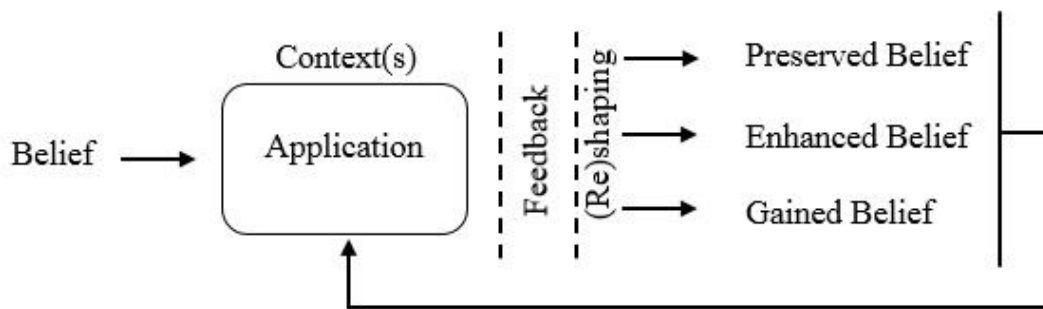 Context(s)
Belief
Application
Feedback
(Re)shaping
Preserved Belief
Enhanced Belief
Gained Belief